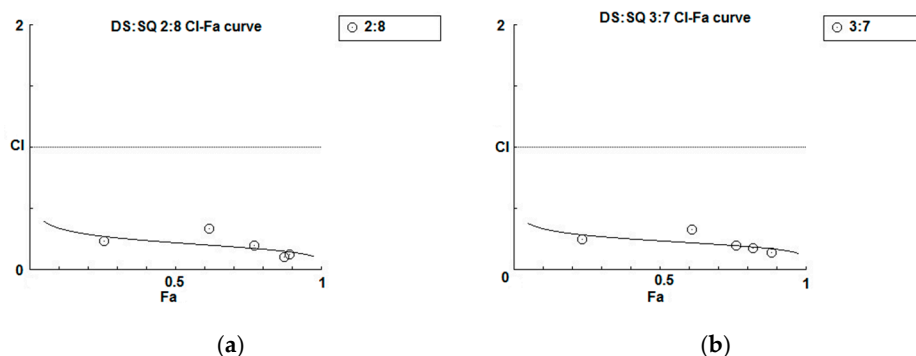 DS:SQ 2:8 CI-Fa curve
2:8
2
CI
0
0.5
1
Fa
(a)
DS:SQ 3:7 CI-Fa curve
3:7
2
CI
0
0
0.5
1
Fa
(b)